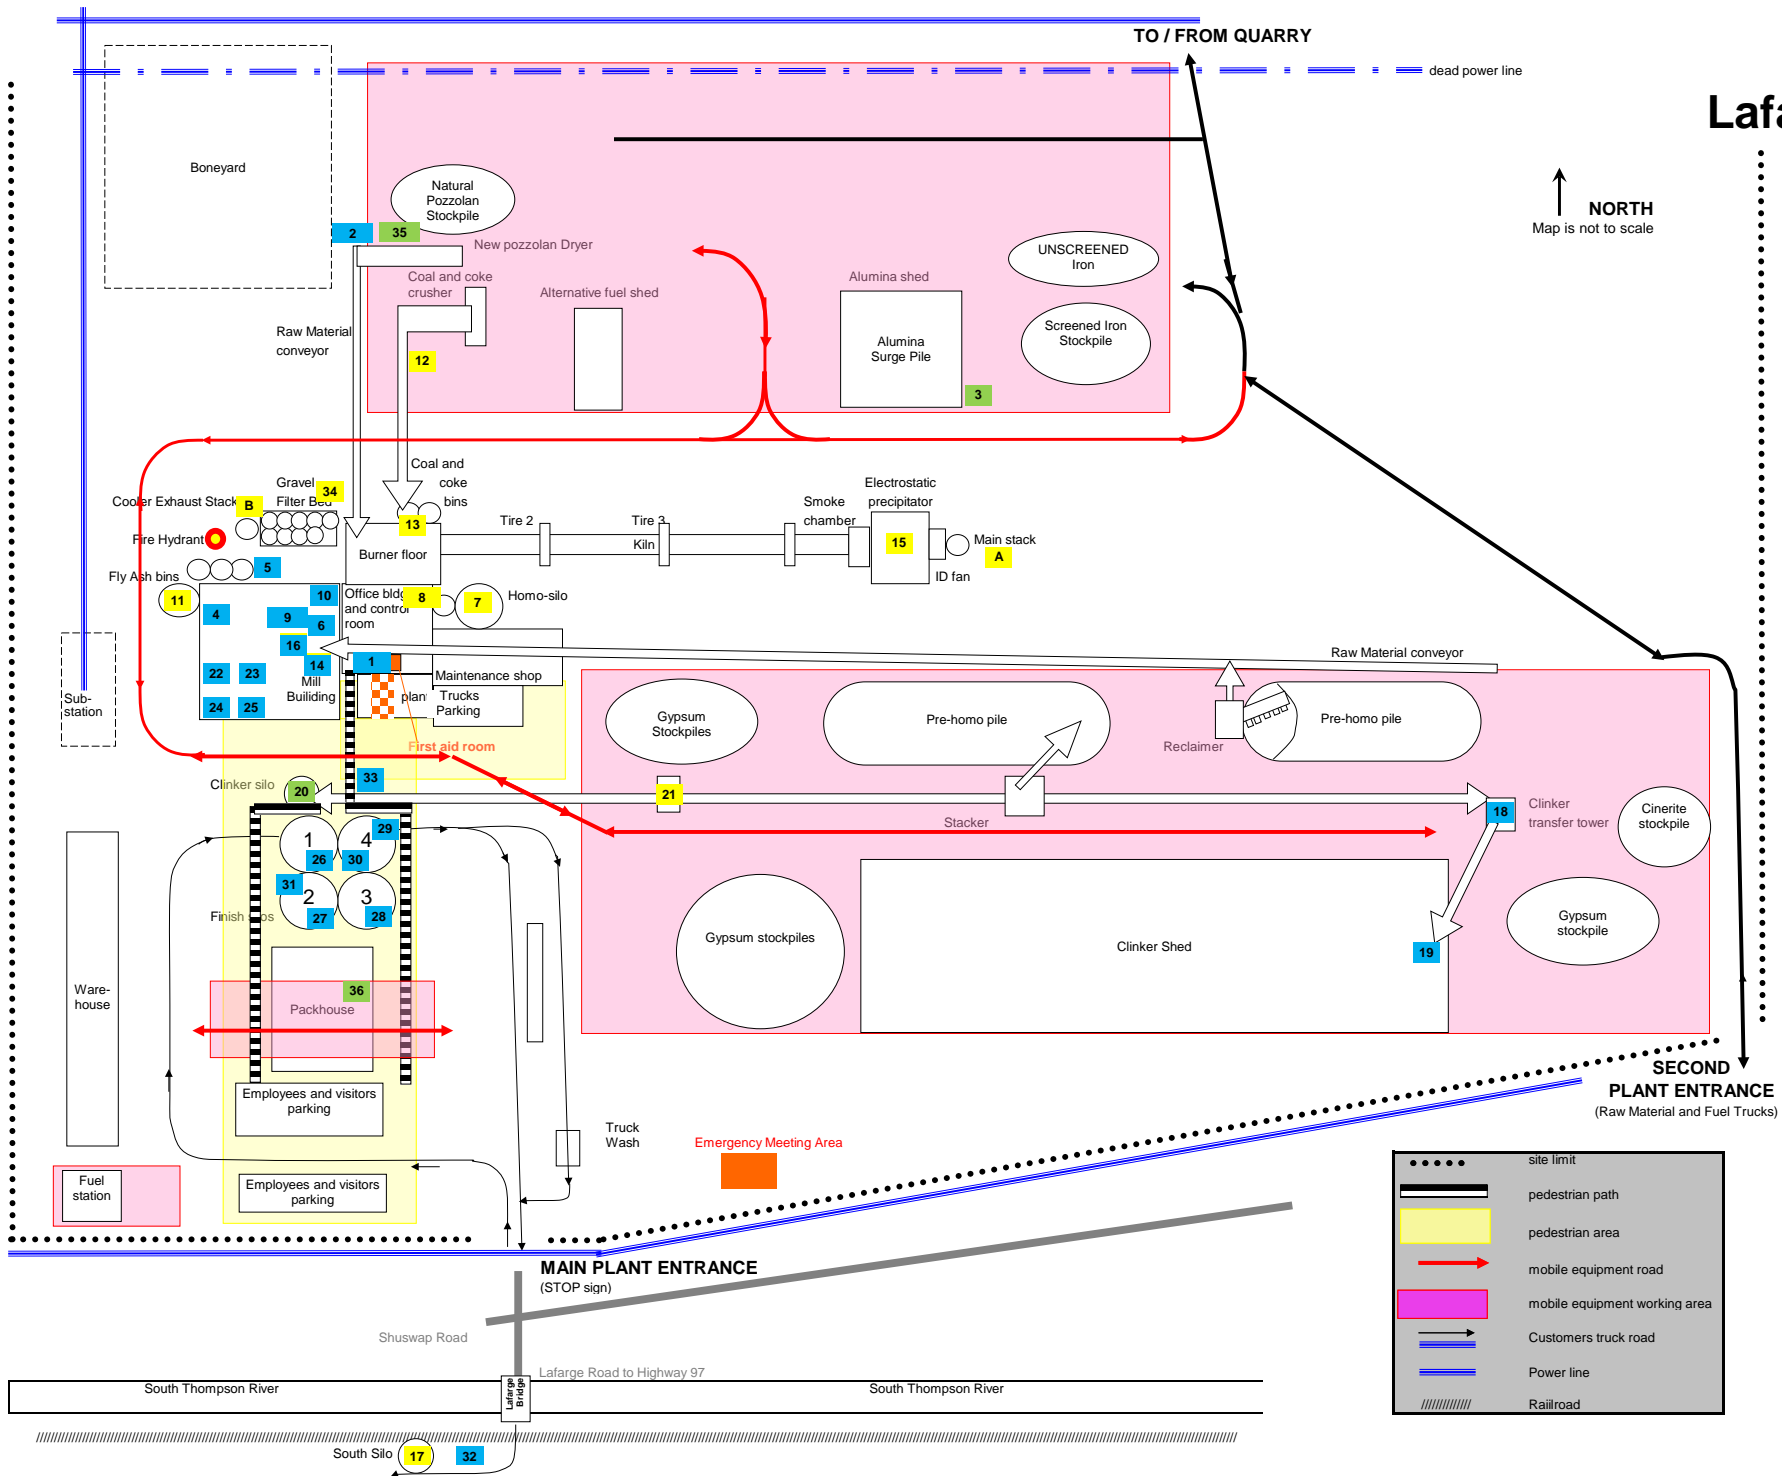 TO / FROM QUARRY
dead power line
Lafa
Boneyard
Natural
Pozzolan
Stockpile
NORTH
Map is not to scale
2
35
New pozzolan Dryer
UNSCREENED
Iron
Coal and coke
crusher
Alternative fuel shed
Alumina shed
Raw Material
conveyor
12
Alumina
Surge Pile
Screened Iron
Stockpile
3
Coal and
coke
bins
Gravel
Filter Bed
34
Cooler Exhaust Stack
B
Fire Hydrant
13
Burner floor
Tire 2
Tire 3
Kiln
Smoke
chamber
Electrostatic
precipitator
15
Main stack
A
ID fan
Fly Ash bins
5
11
4
10
9
6
16
14
22
23
24
25
Mill
Builiding
Office bldg
and control
room
8
7
Homo-silo
1
Maintenance shop
plant
Trucks
Parking
First aid room
Raw Material conveyor
Sub-
station
Gypsum
Stockpiles
Pre-homo pile
Reclaimer
Pre-homo pile
33
Clinker silo
20
21
Stacker
18
Clinker
transfer tower
Cinerite
stockpile
1
4
29
26
30
31
2
3
27
28
Gypsum stockpiles
Clinker Shed
19
Gypsum
stockpile
Ware-
house
36
Packhouse
Employees and visitors
parking
Employees and visitors
parking
Fuel
station
Truck
Wash
Emergency Meeting Area
SECOND
PLANT ENTRANCE
(Raw Material and Fuel Trucks)
MAIN PLANT ENTRANCE
(STOP sign)
site limit
pedestrian path
pedestrian area
mobile equipment road
mobile equipment working area
Customers truck road
Power line
Raiilroad
Shuswap Road
Lafarge Road to Highway 97
South Thompson River
Lafarge
Bridge
South Thompson River
South Silo
17
32